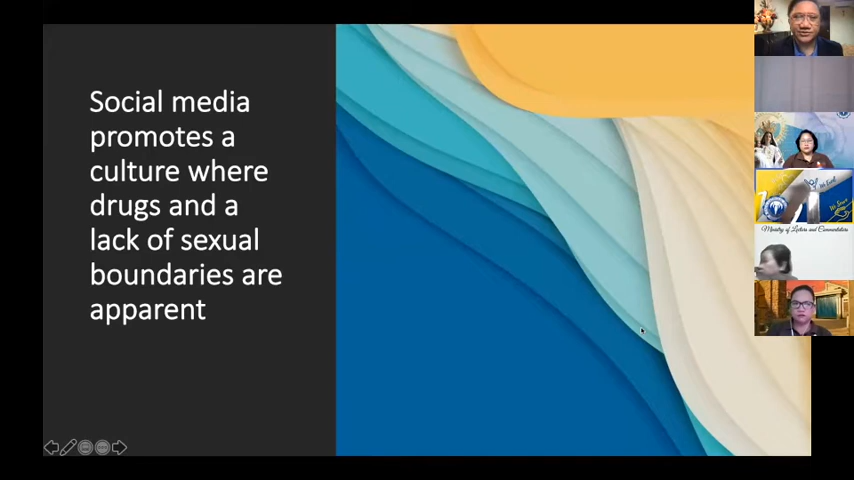 Social media
promotes a
culture where
drugs and a
lack of sexual
boundaries are
apparent
Ministry of Lectors and Commentators